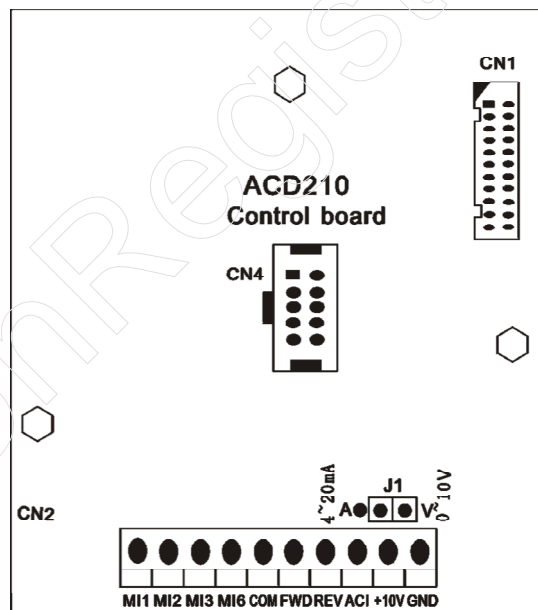 CN1
ACD210
Control board
CN4
4~20mA
J1
0~10V
A
V
CN2
MI1 MI2 MI3 MI6 COM FWD REV ACI +10V GND